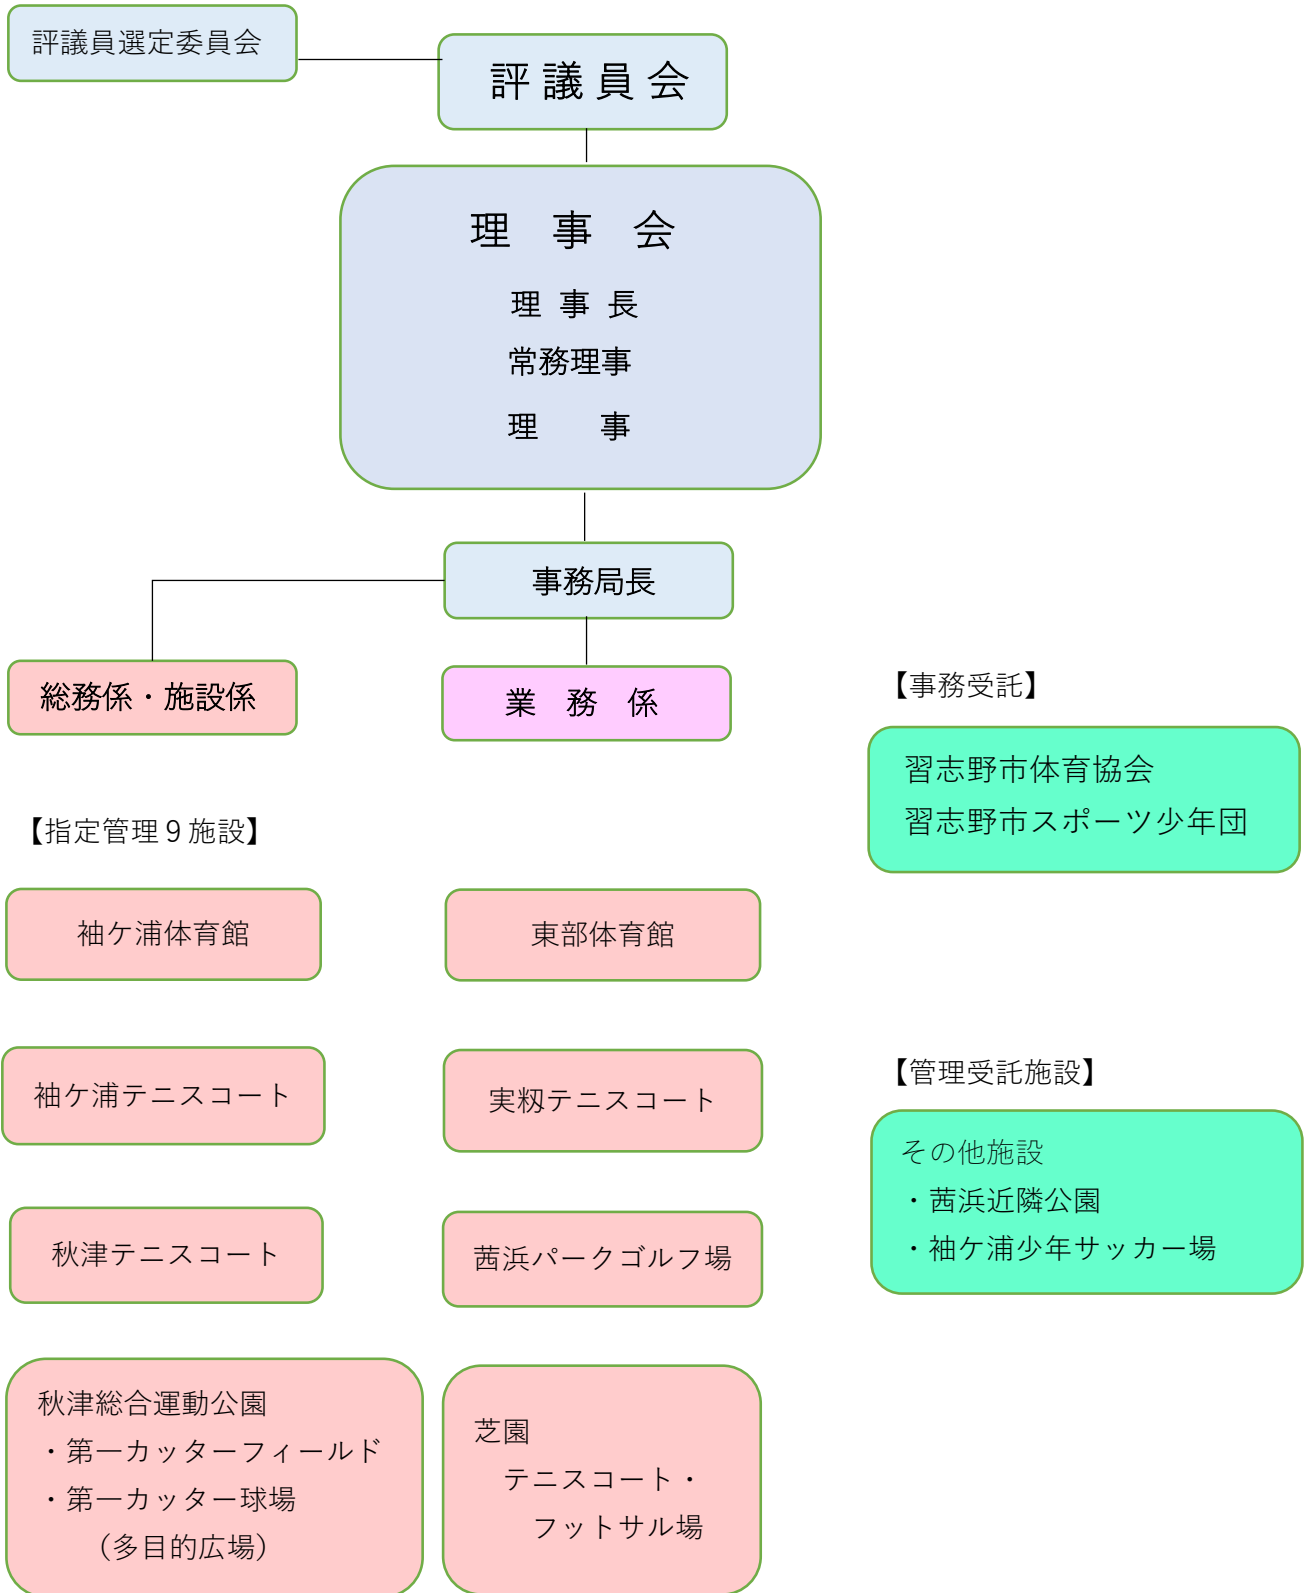 評議員選定委員会
評 議 員 会
理　事　会
理 事 長
常務理事
理　　事
事務局長
総務係・施設係
業　務　係
【事務受託】
習志野市体育協会
習志野市スポーツ少年団
【指定管理９施設】
袖ケ浦体育館
東部体育館
袖ケ浦テニスコート
実籾テニスコート
【管理受託施設】
その他施設
・茜浜近隣公園
・袖ケ浦少年サッカー場
秋津テニスコート
茜浜パークゴルフ場
秋津総合運動公園
・第一カッターフィールド
・第一カッター球場
（多目的広場）
芝園
テニスコート・
フットサル場